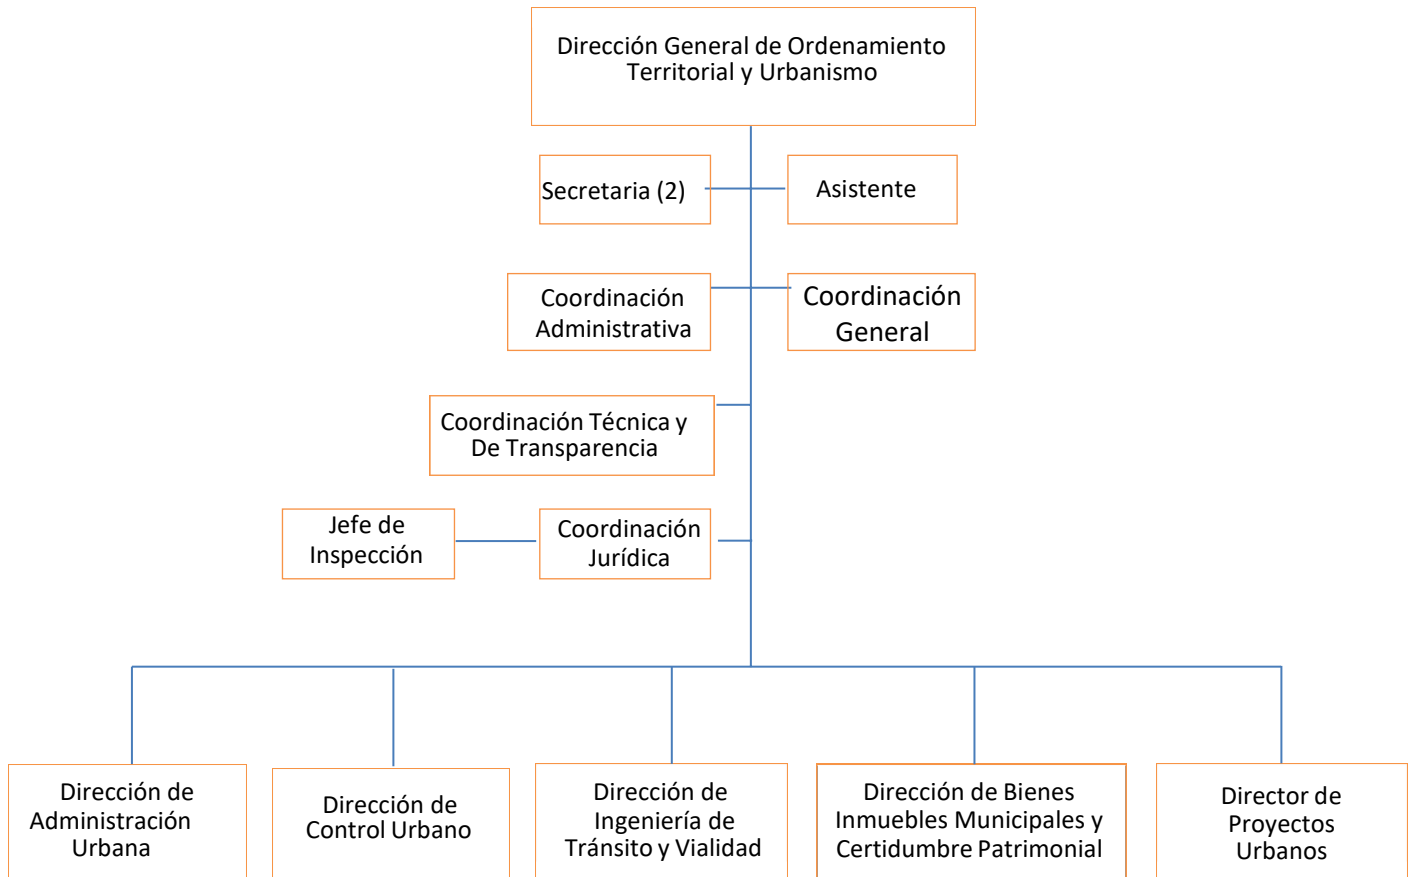 Dirección General de Ordenamiento
Territorial y Urbanismo
Secretaria (2)
Asistente
Coordinación
Administrativa
Coordinación
General
Coordinación Técnica y
De Transparencia
Jefe de
Inspección
Coordinación
Jurídica
Dirección de
Administración
Urbana
Dirección de
Control Urbano
Dirección de
Ingeniería de
Tránsito y Vialidad
Dirección de Bienes
Inmuebles Municipales y
Certidumbre Patrimonial
Director de
Proyectos
Urbanos